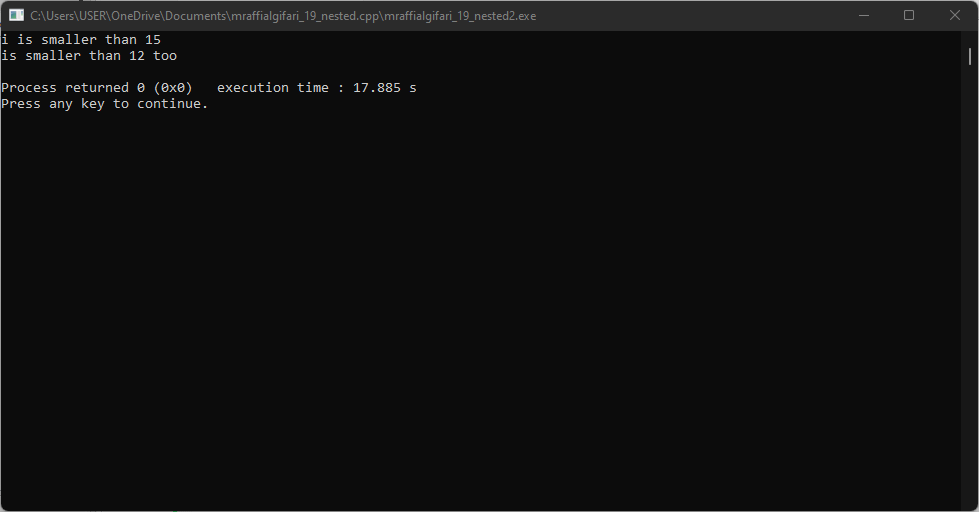 C:\Users\USER\OneDrive\Documents\mraffialgifari_19_nested.cpp\mraffialgifari_19_nested2.exe
i is smaller than 15
is smaller than 12 too
Process returned 0 (0x0)   execution time : 17.885 s
Press any key to continue.